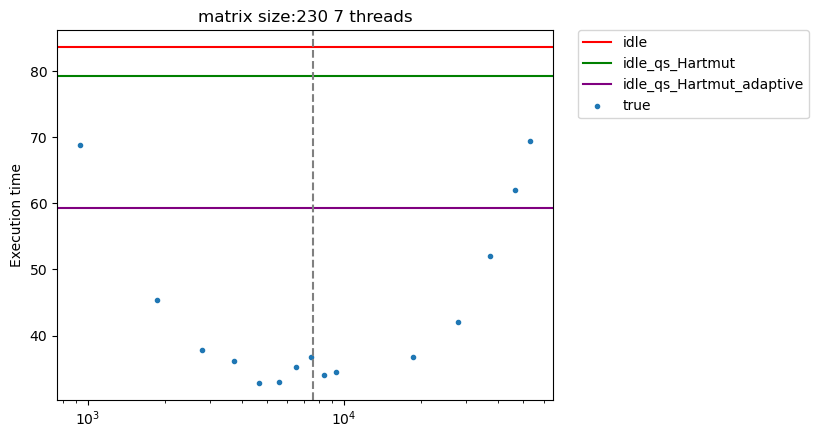 matrix size:230 7 threads
Execution time
80
70
60
50
40
10³
10⁴
idle
idle_qs_Hartmut
idle_qs_Hartmut_adaptive
true